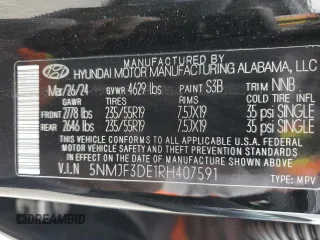 MANUFACTURED BY
HYUNDAI HYUNDAI MOTOR MANUFACTURING ALABAMA, LLC
Mar/26/24 GVWR 4629 lbs PAINT S3B TRIM NNB
GAWR TIRES RIMS COLD TIRE INF
FRONT 2778 lbs 235/55R19 7.5JX19 35 psi SINGLE
REAR 2646 lbs 235/55R19 7.5JX19 35 psi SINGLE
THIS VEHICLE CONFORMS TO ALL APPLICABLE U.S.A. FEDERAL MOTOR
VEHICLE SAFETY AND THEFT PREVENTION STANDARDS IN EFFECT ON
THE DATE OF MANUFACTURE SHOWN ABOVE.
V.I.N 5NMJF3DE1RH407591 TYPE: MPV
DREAMBID